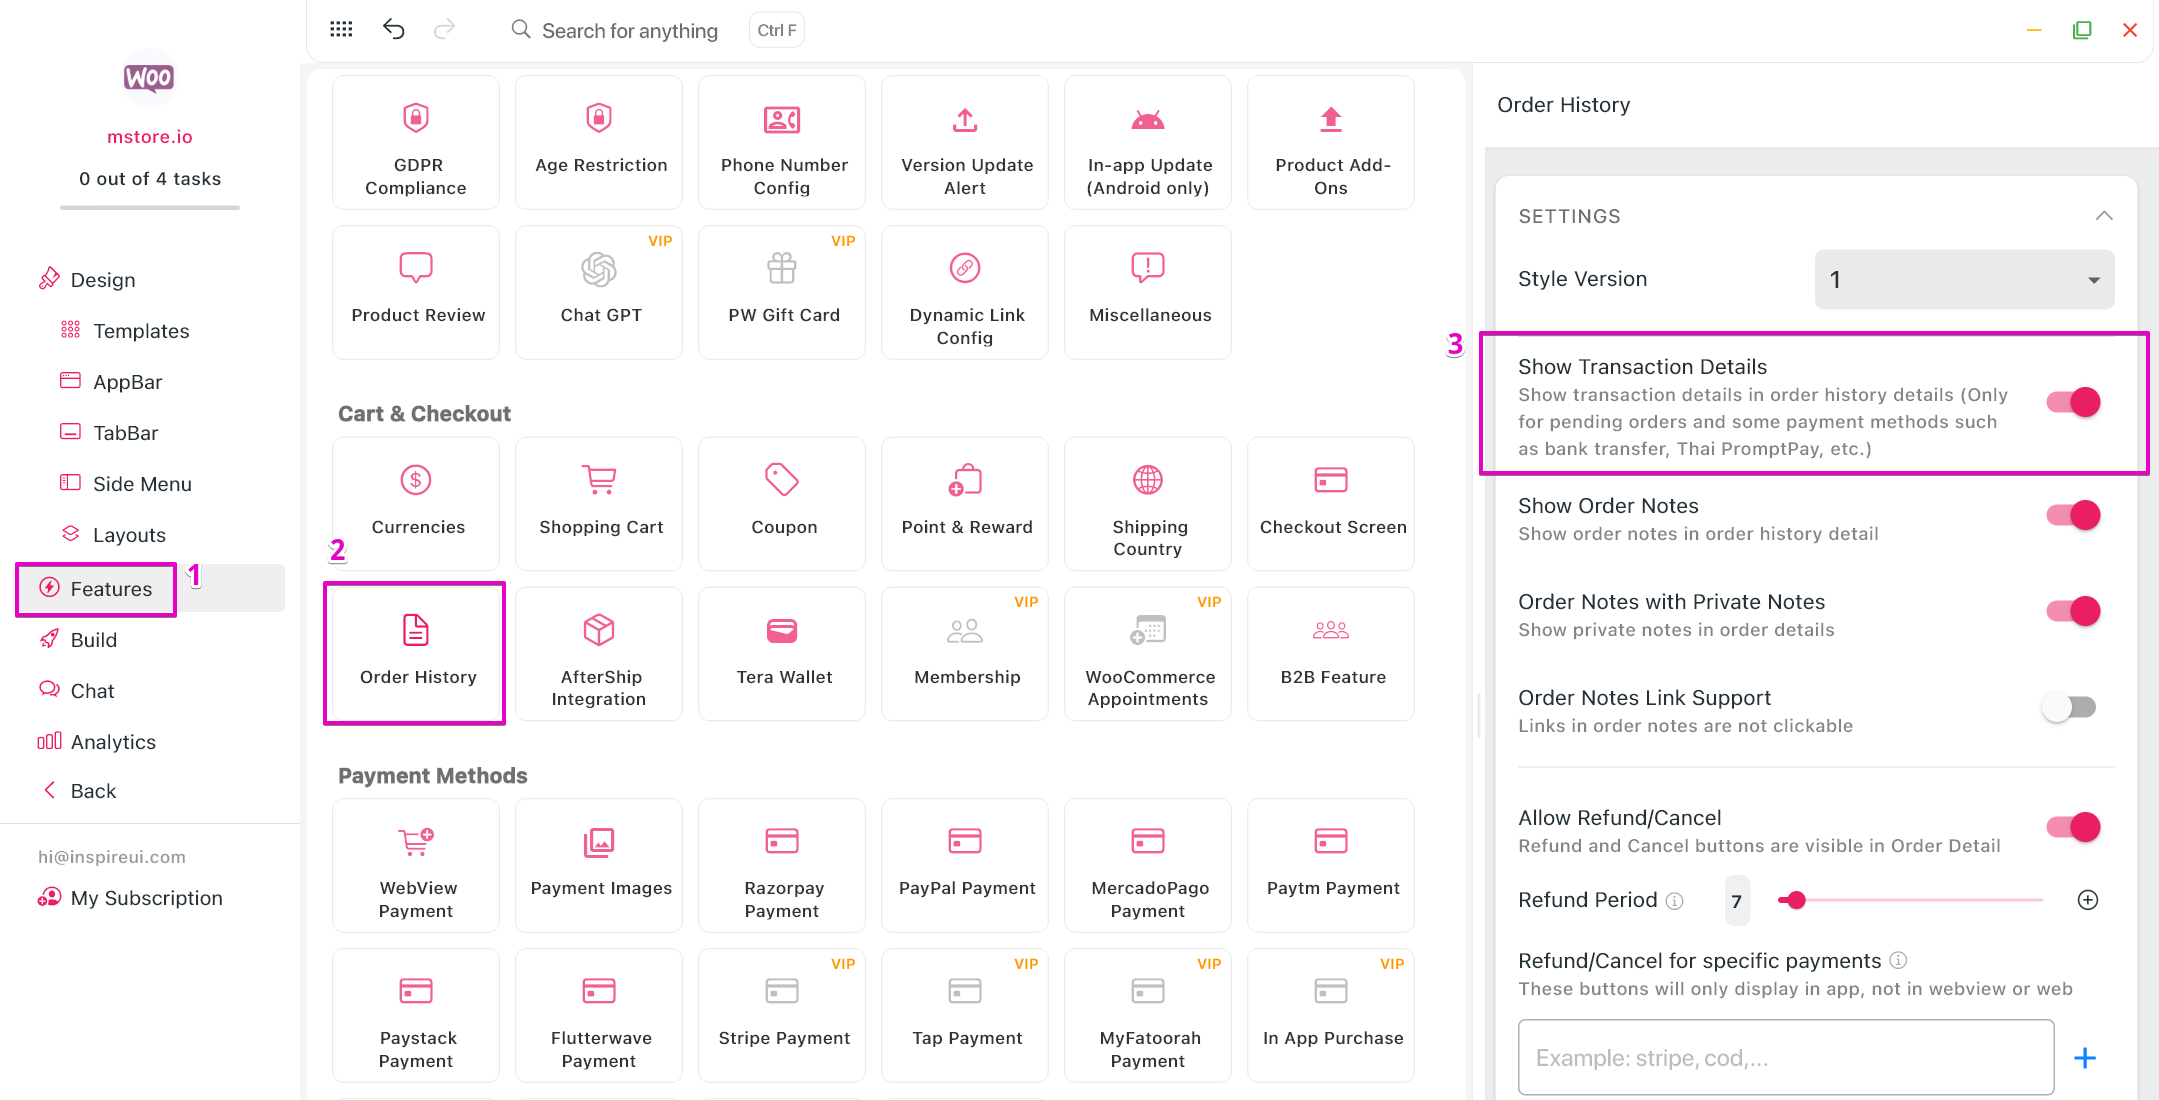 Search for anything
Ctrl F
WOO
mstore.io
0 out of 4 tasks
Design
Templates
AppBar
TabBar
Side Menu
Layouts
Features
1
Build
Chat
Analytics
Back
hi@inspireui.com
My Subscription
GDPR
Compliance
Age Restriction
Phone Number
Config
Version Update
Alert
In-app Update
(Android only)
Product Add-
Ons
Product Review
VIP
Chat GPT
VIP
PW Gift Card
Dynamic Link
Config
Miscellaneous
Cart & Checkout
Currencies
Shopping Cart
Coupon
Point & Reward
Shipping
Country
Checkout Screen
2
Order History
AfterShip
Integration
Tera Wallet
VIP
Membership
VIP
WooCommerce
Appointments
B2B Feature
Payment Methods
WebView
Payment
Payment Images
Razorpay
Payment
PayPal Payment
MercadoPago
Payment
Paytm Payment
Paystack
Payment
Flutterwave
Payment
VIP
Stripe Payment
VIP
Tap Payment
VIP
MyFatoorah
Payment
VIP
In App Purchase
Order History
SETTINGS
Style Version
1
3
Show Transaction Details
Show transaction details in order history details (Only
for pending orders and some payment methods such
as bank transfer, Thai PromptPay, etc.)
Show Order Notes
Show order notes in order history detail
Order Notes with Private Notes
Show private notes in order details
Order Notes Link Support
Links in order notes are not clickable
Allow Refund/Cancel
Refund and Cancel buttons are visible in Order Detail
Refund Period
7
Refund/Cancel for specific payments
These buttons will only display in app, not in webview or web
Example: stripe, cod,...